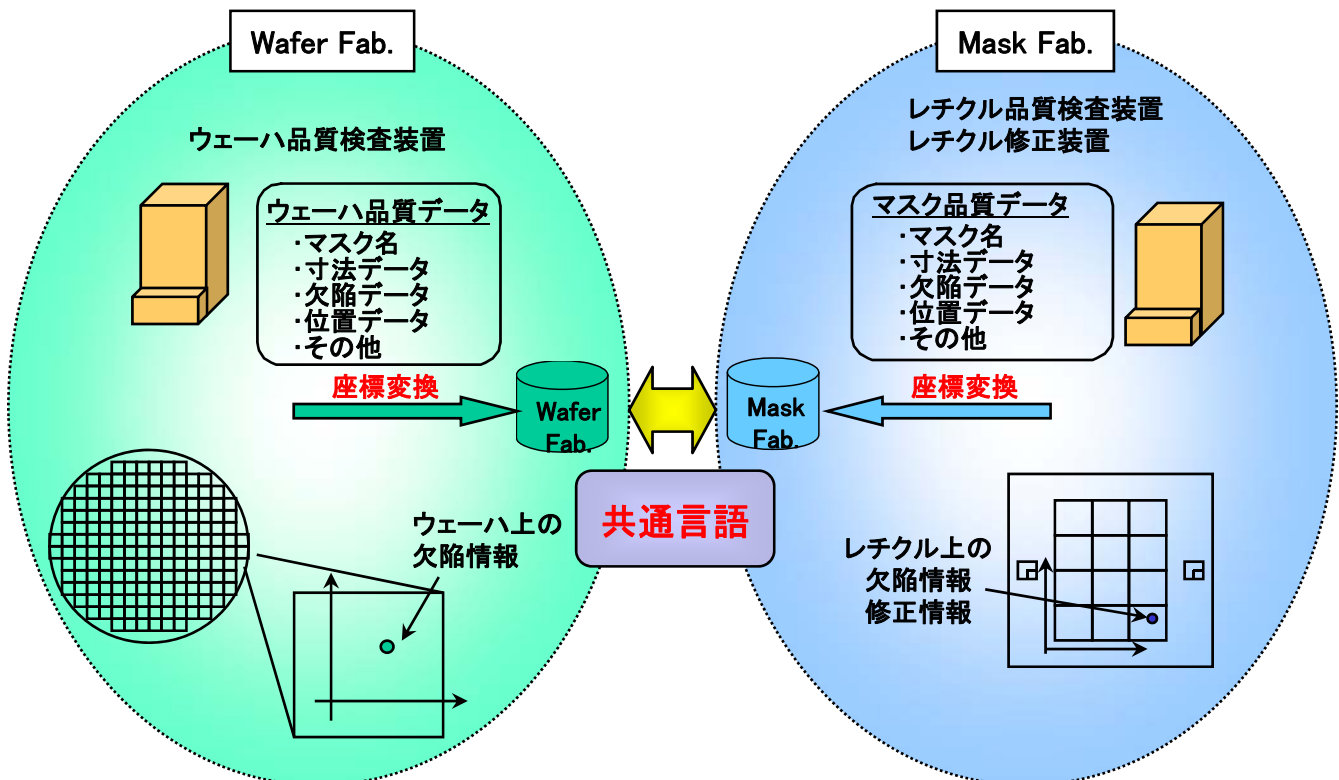 Wafer Fab.
ウェーハ品質検査装置
ウェーハ品質データ
・マスク名
・寸法データ
・欠陥データ
・位置データ
・その他
座標変換
Wafer
Fab.
ウェーハ上の
欠陥情報
共通言語
Mask Fab.
レチクル品質検査装置
レチクル修正装置
マスク品質データ
・マスク名
・寸法データ
・欠陥データ
・位置データ
・その他
座標変換
Mask
Fab.
レチクル上の
欠陥情報
修正情報